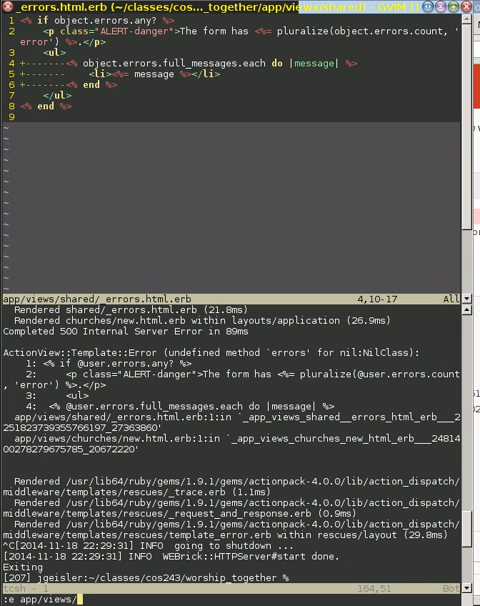 _errors.html.erb (~/classes/cos..._together/app/views/shared) - GVIM
1 <% if object.errors.any? %>
2     <p class="ALERT-danger">The form has <%= pluralize(object.errors.count, '
error') %>.</p>
3     <ul>
4 +-------<% object.errors.full_messages.each do |message| %>
5 +-------    <li><%= message %></li>
6 +-------<% end %>
7     </ul>
8 <% end %>
9
~
~
~
~
~
~
~
~
~
~
~
~
app/views/shared/_errors.html.erb 4,10-17 All
Rendered shared/_errors.html.erb (21.8ms)
Rendered churches/new.html.erb within layouts/application (26.9ms)
Completed 500 Internal Server Error in 89ms
ActionView::Template::Error (undefined method `errors' for nil:NilClass):
1: <% if @user.errors.any? %>
2:     <p class="ALERT-danger">The form has <%= pluralize(@user.errors.count
, 'error') %>.</p>
3:     <ul>
4:  <% @user.errors.full_messages.each do |message| %>
app/views/shared/_errors.html.erb:1:in `_app_views_shared__errors_html_erb___2
251823739355766197_27363860'
app/views/churches/new.html.erb:1:in `_app_views_churches_new_html_erb___24814
00278279675785_20672220'
Rendered /usr/lib64/ruby/gems/1.9.1/gems/actionpack-4.0.0/lib/action_dispatch/
middleware/templates/rescues/_trace.erb (1.1ms)
Rendered /usr/lib64/ruby/gems/1.9.1/gems/actionpack-4.0.0/lib/action_dispatch/
middleware/templates/rescues/_request_and_response.erb (0.9ms)
Rendered /usr/lib64/ruby/gems/1.9.1/gems/actionpack-4.0.0/lib/action_dispatch/
middleware/templates/rescues/template_error.erb within rescues/layout (29.8ms)
^C[2014-11-18 22:29:31] INFO  going to shutdown ...
[2014-11-18 22:29:31] INFO  WEBrick::HTTPServer#start done.
Exiting
[207] jgeisler:~/classes/cos243/worship_together %
tcsh - 1 164,51 Bot
:e app/views/